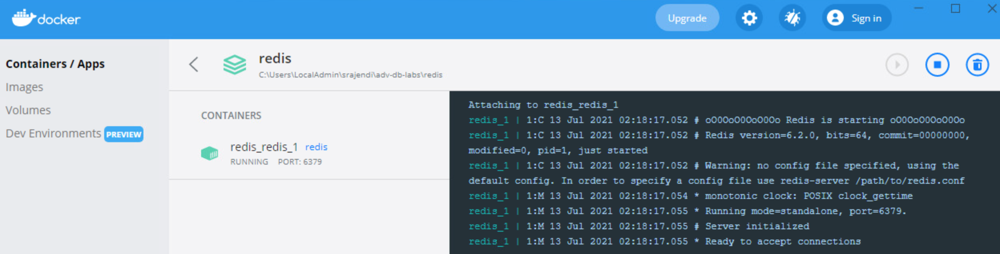 docker
Upgrade
Sign in
Containers / Apps
Images
Volumes
Dev Environments PREVIEW
redis
C:\Users\LocalAdmin\srajendi\adv-db-labs\redis
CONTAINERS
redis_redis_1 redis
RUNNING PORT: 6379
Attaching to redis_redis_1
redis_1 | 1:C 13 Jul 2021 02:18:17.052 # oO0OoO0OoO0Oo Redis is starting oO0OoO0OoO0Oo
redis_1 | 1:C 13 Jul 2021 02:18:17.052 # Redis version=6.2.0, bits=64, commit=00000000,
modified=0, pid=1, just started
redis_1 | 1:C 13 Jul 2021 02:18:17.052 # Warning: no config file specified, using the
default config. In order to specify a config file use redis-server /path/to/redis.conf
redis_1 | 1:M 13 Jul 2021 02:18:17.054 * monotonic clock: POSIX clock_gettime
redis_1 | 1:M 13 Jul 2021 02:18:17.055 * Running mode=standalone, port=6379.
redis_1 | 1:M 13 Jul 2021 02:18:17.055 # Server initialized
redis_1 | 1:M 13 Jul 2021 02:18:17.055 * Ready to accept connections